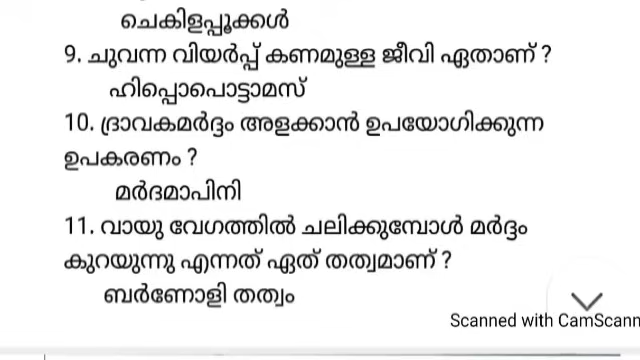 ചെകിളപ്പൂക്കൾ
9. ചുവന്ന വിയർപ്പ് കണമുള്ള ജീവി ഏതാണ് ?
ഹിപ്പൊപൊട്ടാമസ്
10. ദ്രാവകമർദ്ദം അളക്കാൻ ഉപയോഗിക്കുന്ന
ഉപകരണം ?
മർദമാപിനി
11. വായു വേഗത്തിൽ ചലിക്കുമ്പോൾ മർദ്ദം
കുറയുന്നു എന്നത് ഏത് തത്വമാണ് ?
ബർണോളി തത്വം
Scanned with CamScann